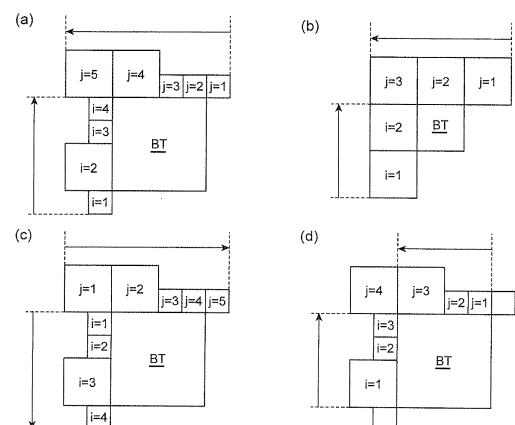 (a)
j=5 j=4 j=3 j=2 j=1
i=4
i=3
BT
i=2
i=1
(b)
j=3 j=2 j=1
i=2 BT
i=1
(c)
j=1 j=2 j=3 j=4 j=5
i=1
i=2
BT
i=3
i=4
(d)
j=4 j=3 j=2 j=1
i=3
i=2
BT
i=1